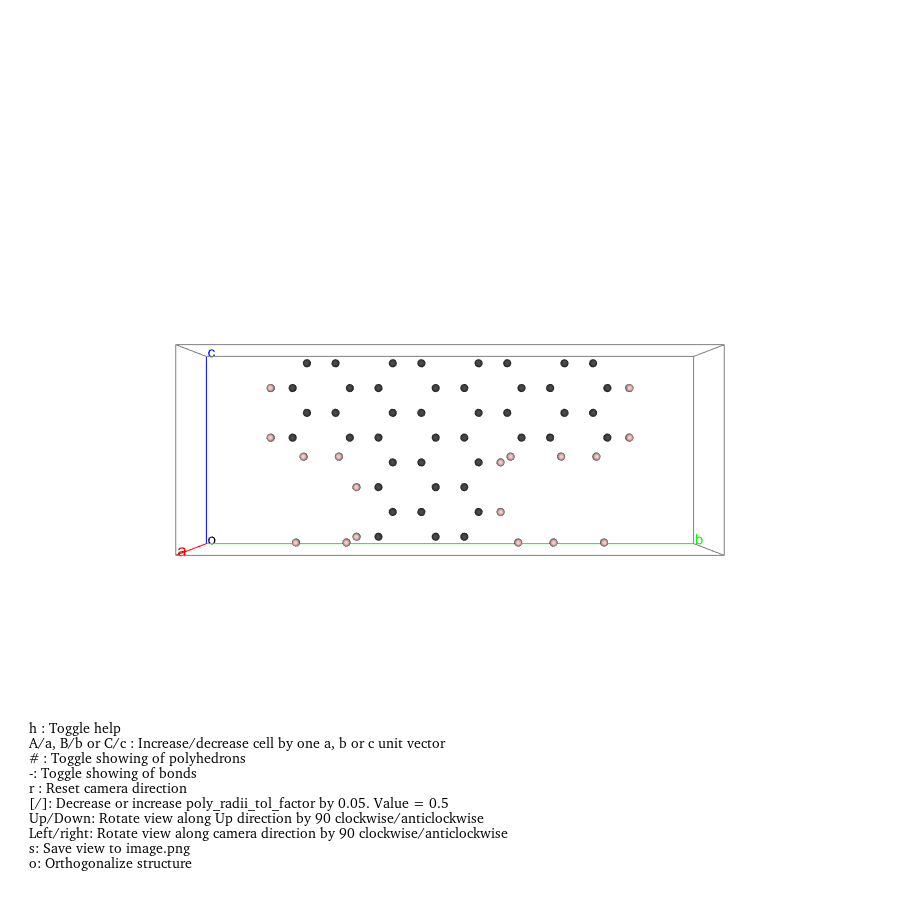 c
o
a
b
h : Toggle help
A/a, B/b or C/c : Increase/decrease cell by one a, b or c unit vector
# : Toggle showing of polyhedrons
-: Toggle showing of bonds
r : Reset camera direction
[/]: Decrease or increase poly_radii_tol_factor by 0.05. Value = 0.5
Up/Down: Rotate view along Up direction by 90 clockwise/anticlockwise
Left/right: Rotate view along camera direction by 90 clockwise/anticlockwise
s: Save view to image.png
o: Orthogonalize structure